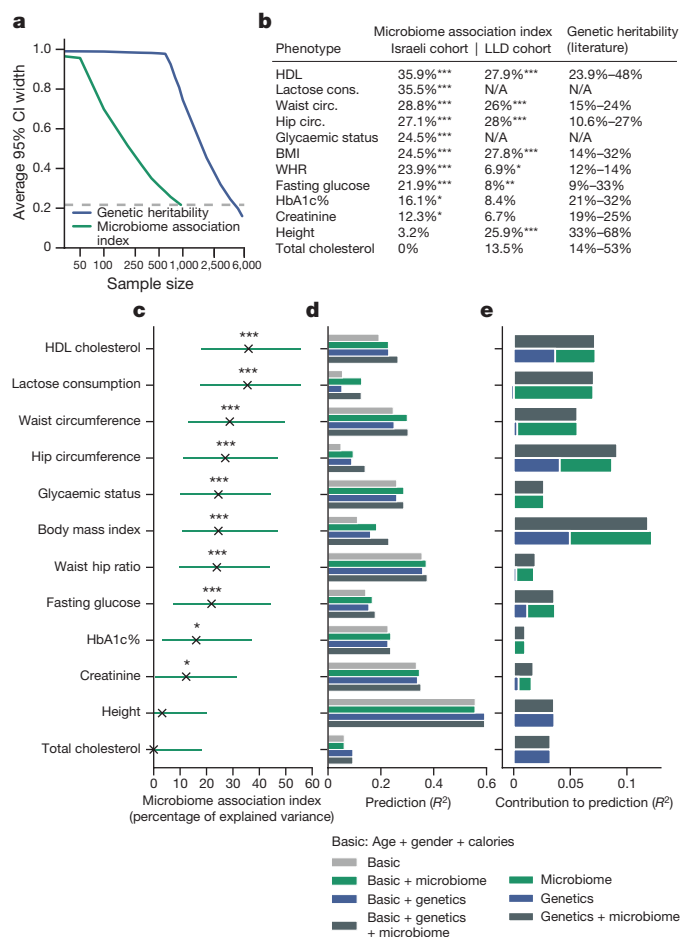 a
Average 95% CI width
1.0
0.8
0.6
0.4
0.2
0
Genetic heritability
Microbiome association
index
50 100 250 500 1,000 2,500 6,000
Sample size
b
Microbiome association index Genetic heritability
Phenotype Israeli cohort | LLD cohort (literature)
HDL 35.9%*** 27.9%*** 23.9%–48%
Lactose cons. 35.5%*** N/A N/A
Waist circ. 28.8%*** 26%*** 15%–24%
Hip circ. 27.1%*** 28%*** 10.6%–27%
Glycaemic status 24.5%*** N/A N/A
BMI 24.5%*** 27.8%*** 14%–32%
WHR 23.9%*** 6.9%* 12%–14%
Fasting glucose 21.9%*** 8%** 9%–33%
HbA1c% 16.1%* 8.4 21%–32%
Creatinine 12.3%* 6.7 19%–25%
Height 3.2% 25.9%*** 33%–68%
Total cholesterol 0% 13.5% 14%–53%
c
HDL cholesterol ***
Lactose consumption ***
Waist circumference ***
Hip circumference ***
Glycaemic status ***
Body mass index ***
Waist hip ratio ***
Fasting glucose ***
HbA1c% *
Creatinine *
Height
Total cholesterol
0 10 20 30 40 50 60
Microbiome association index
(percentage of explained variance)
d
0 0.2 0.4 0.6
Prediction (R²)
e
0 0.05 0.1
Contribution to prediction (R²)
Basic: Age + gender + calories
Basic
Basic + microbiome
Basic + genetics
Basic + genetics
+ microbiome
Microbiome
Genetics
Genetics + microbiome